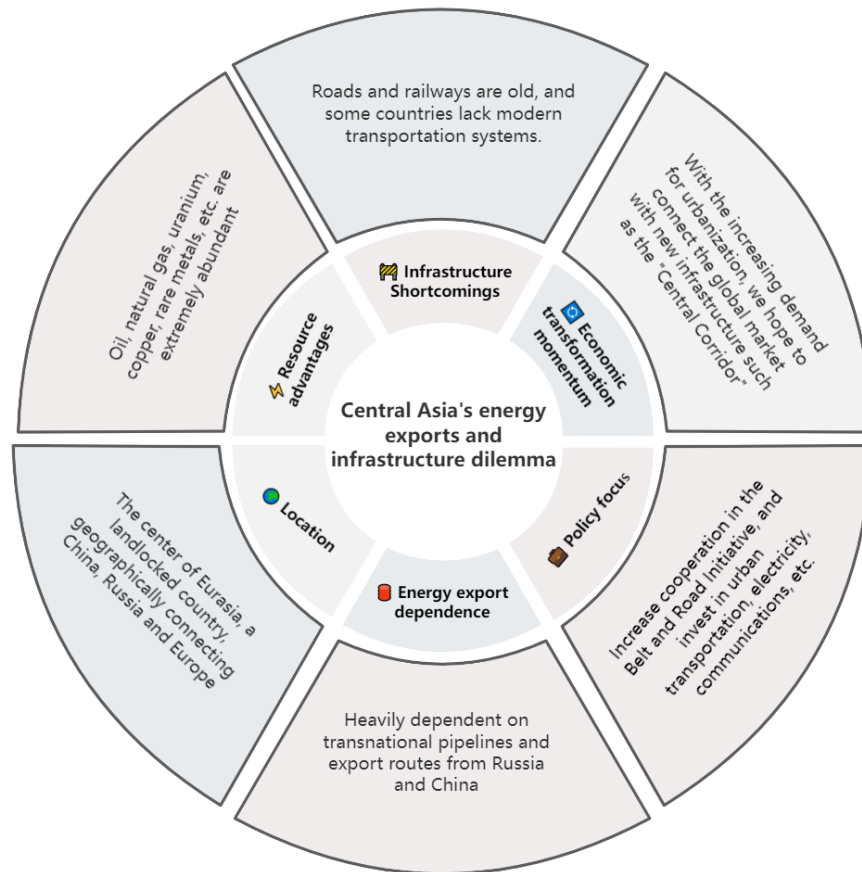 Central Asia's energy
exports and
infrastructure dilemma
Infrastructure
Shortcomings
Roads and railways are old, and
some countries lack modern
transportation systems.
Economic
transformation
momentum
With the increasing demand
for urbanization, we hope to
connect the global market
with new infrastructure such
as the "Central Corridor"
Policy focus
Increase cooperation in the
Belt and Road Initiative, and
invest in urban
transportation, electricity,
communications, etc.
Energy export
dependence
Heavily dependent on
transnational pipelines and
export routes from Russia
and China
Location
The center of Eurasia, a
landlocked country,
geographically connecting
China, Russia and Europe
Resource
advantages
Oil, natural gas, uranium,
copper, rare metals, etc. are
extremely abundant